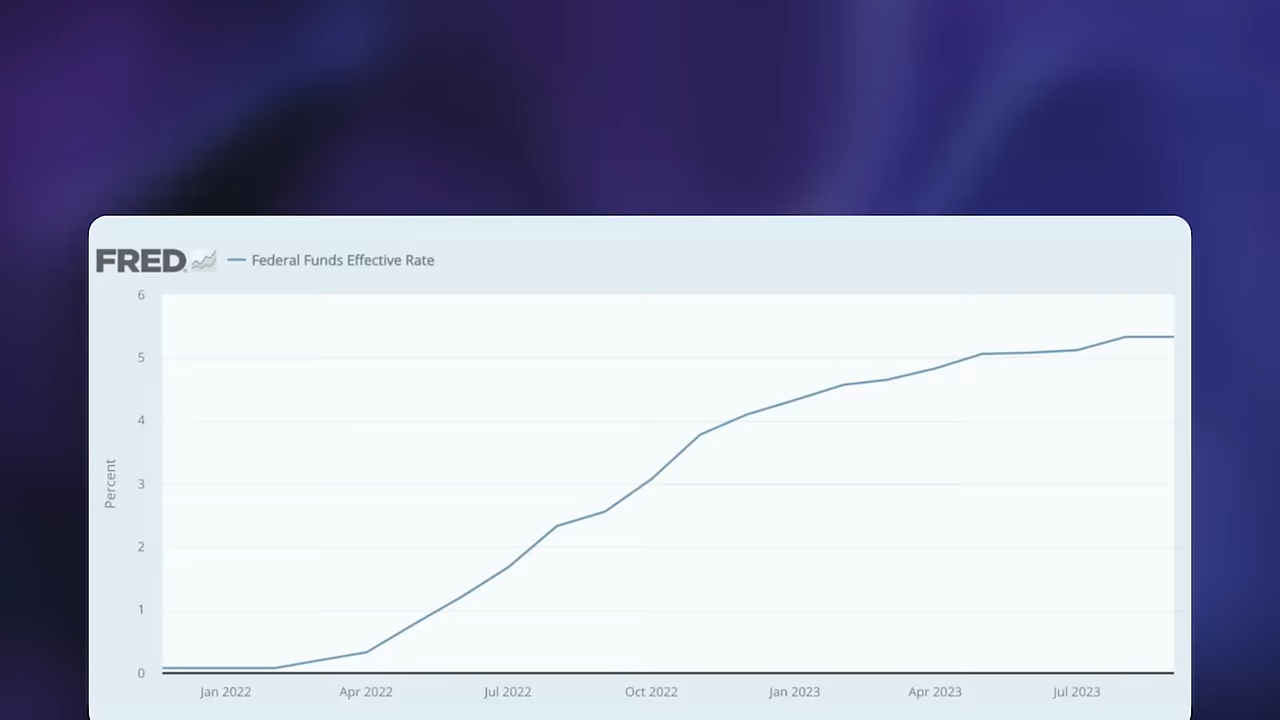 FRED
Federal Funds Effective Rate
6
5
4
3
2
1
0
Percent
Jan 2022
Apr 2022
Jul 2022
Oct 2022
Jan 2023
Apr 2023
Jul 2023